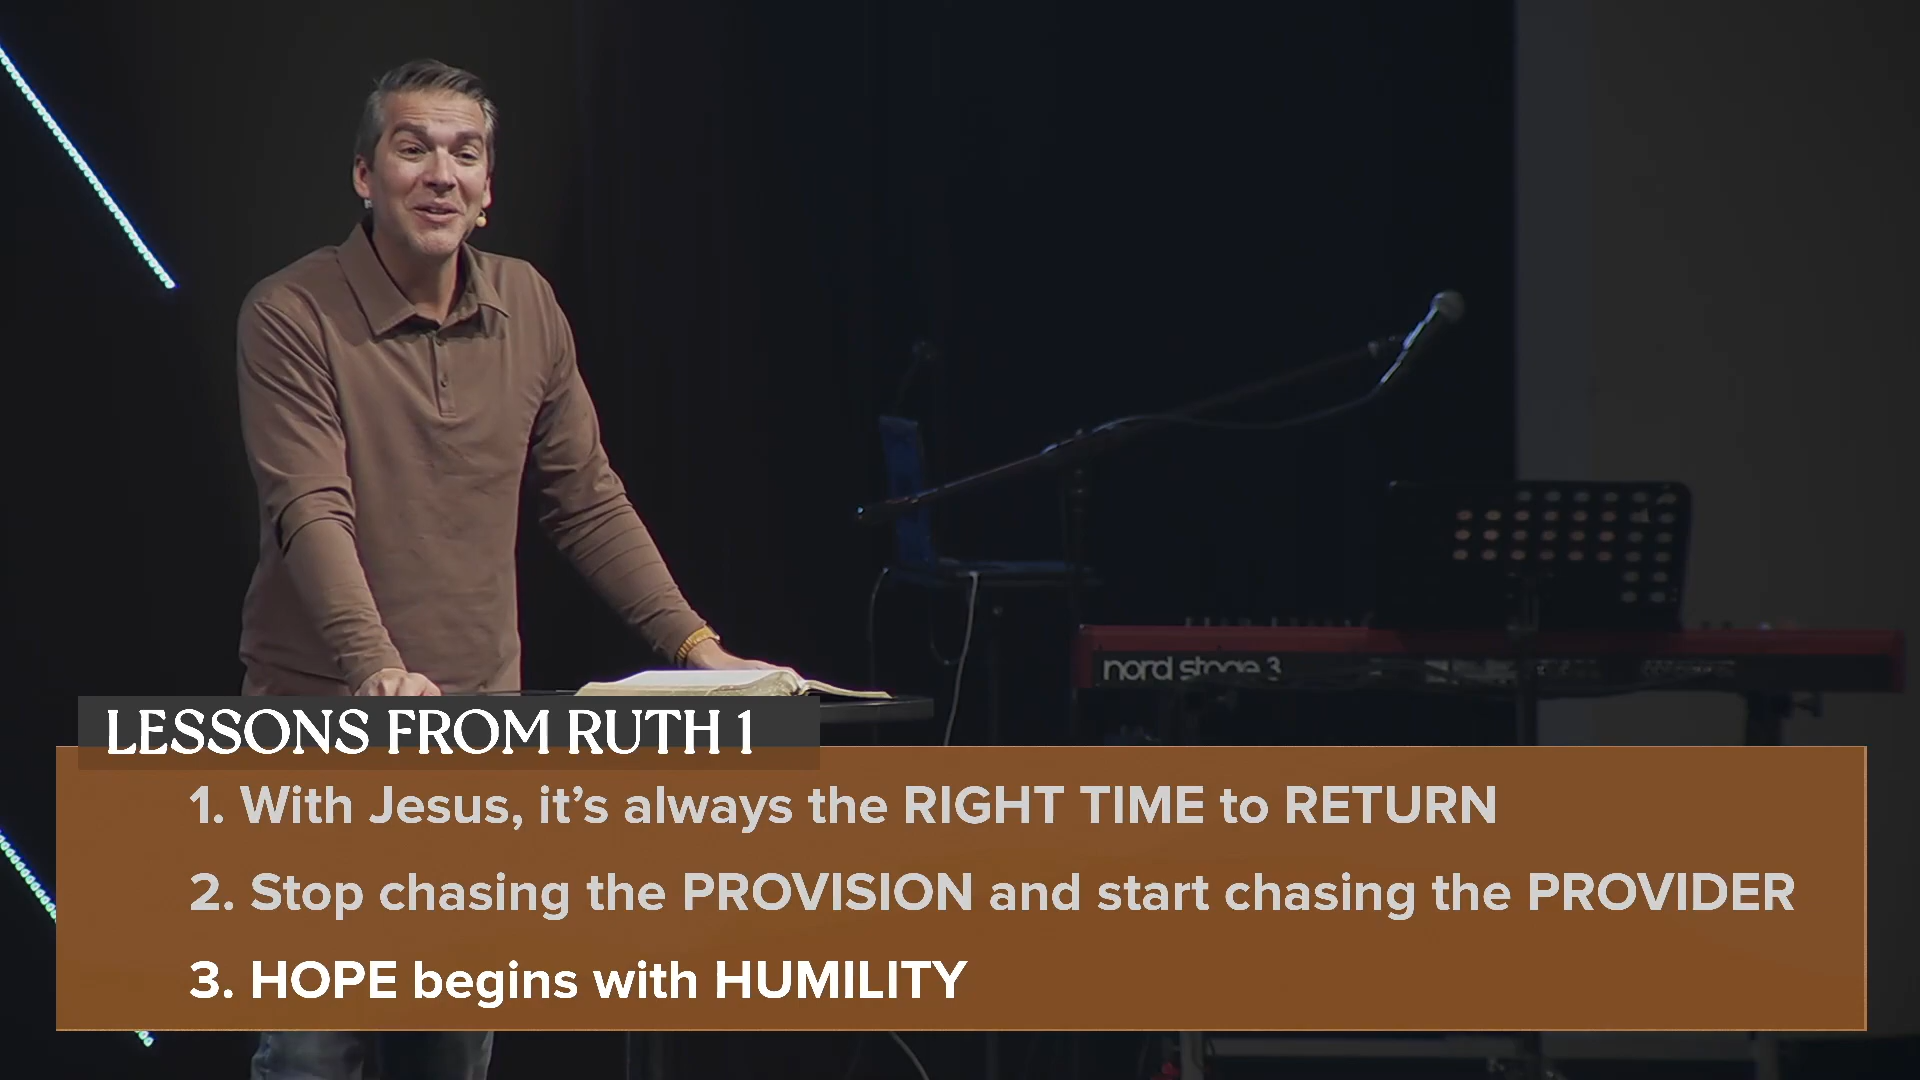 nord stage 3
LESSONS FROM RUTH 1
1. With Jesus, it's always the RIGHT TIME to RETURN
2. Stop chasing the PROVISION and start chasing the PROVIDER
3. HOPE begins with HUMILITY